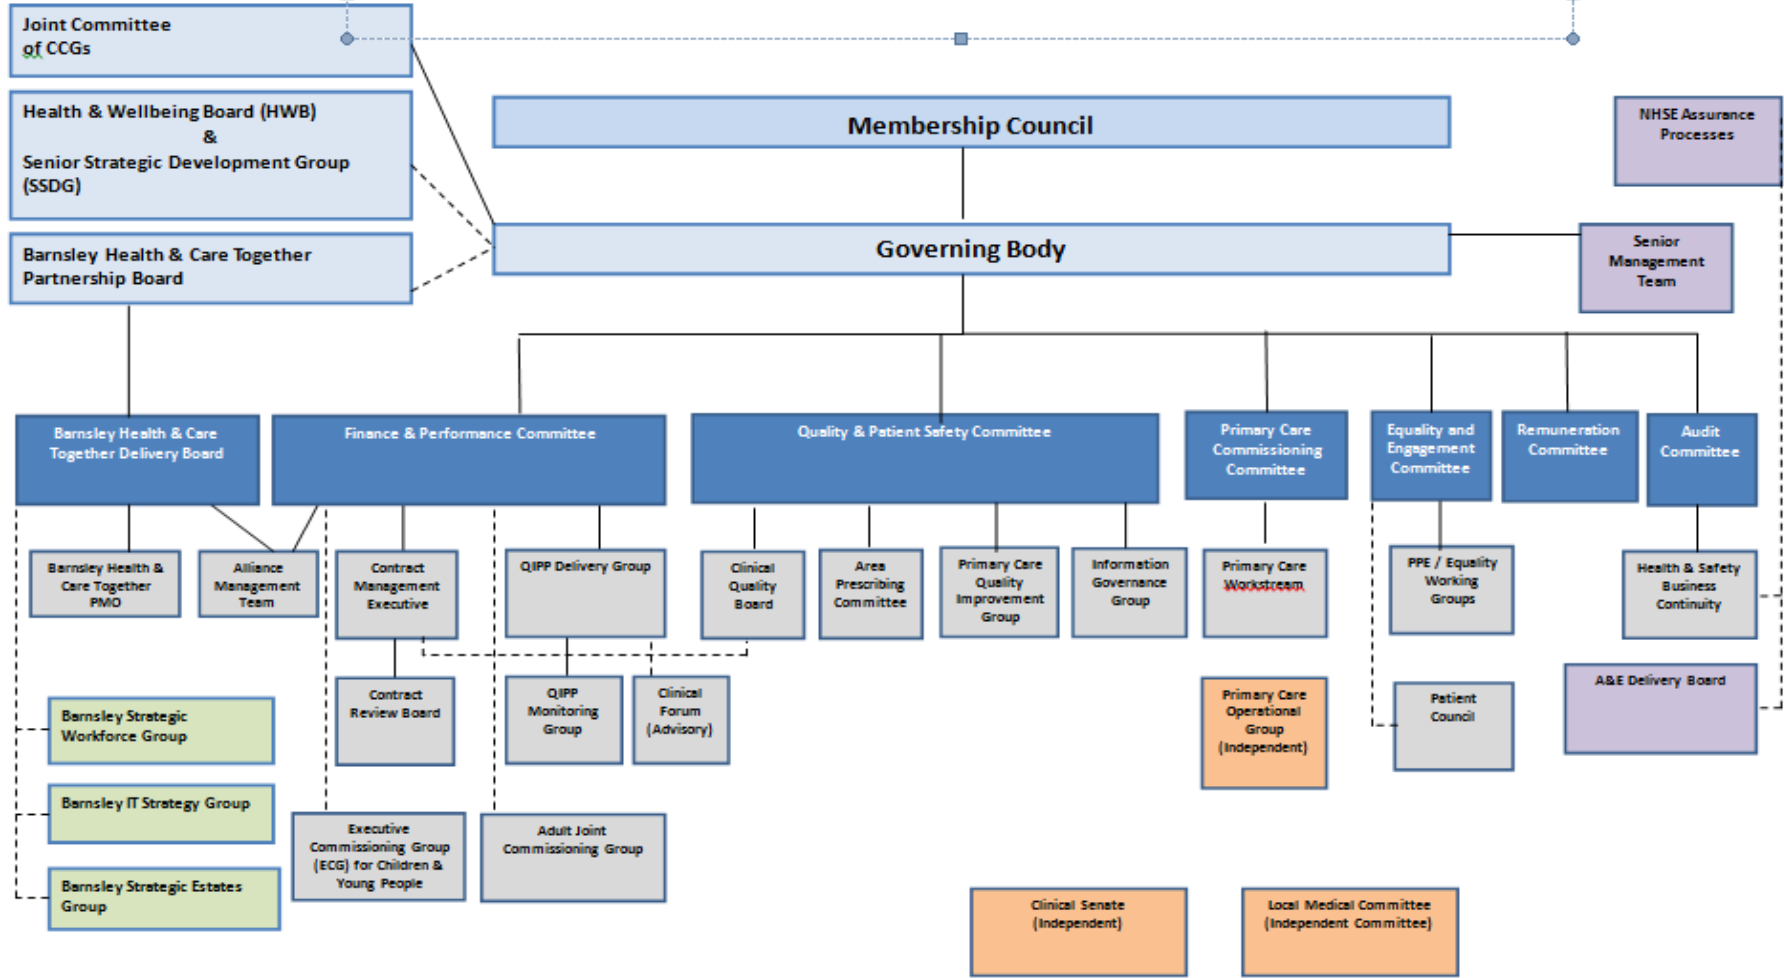 Joint Committee
of CCGs
Health & Wellbeing Board (HWB)
&
Senior Strategic Development Group
(SSDG)
Barnsley Health & Care Together
Partnership Board
Membership Council
Governing Body
NHSE Assurance
Processes
Senior
Management
Team
Barnsley Health & Care
Together Delivery Board
Finance & Performance Committee
Quality & Patient Safety Committee
Primary Care
Commissioning
Committee
Equality and
Engagement
Committee
Remuneration
Committee
Audit
Committee
Barnsley Health &
Care Together
PMO
Alliance
Management
Team
Contract
Management
Executive
QIPP Delivery Group
Clinical
Quality
Board
Area
Prescribing
Committee
Primary Care
Quality
Improvement
Group
Information
Governance
Group
Primary Care
Workstream
PPE / Equality
Working
Groups
Health & Safety
Business
Continuity
Contract
Review Board
QIPP
Monitoring
Group
Clinical
Forum
(Advisory)
Primary Care
Operational
Group
(Independent)
Patient
Council
A&E Delivery Board
Barnsley Strategic
Workforce Group
Barnsley IT Strategy Group
Barnsley Strategic Estates
Group
Executive
Commissioning Group
(ECG) for Children &
Young People
Adult Joint
Commissioning Group
Clinical Senate
(Independent)
Local Medical Committee
(Independent Committee)